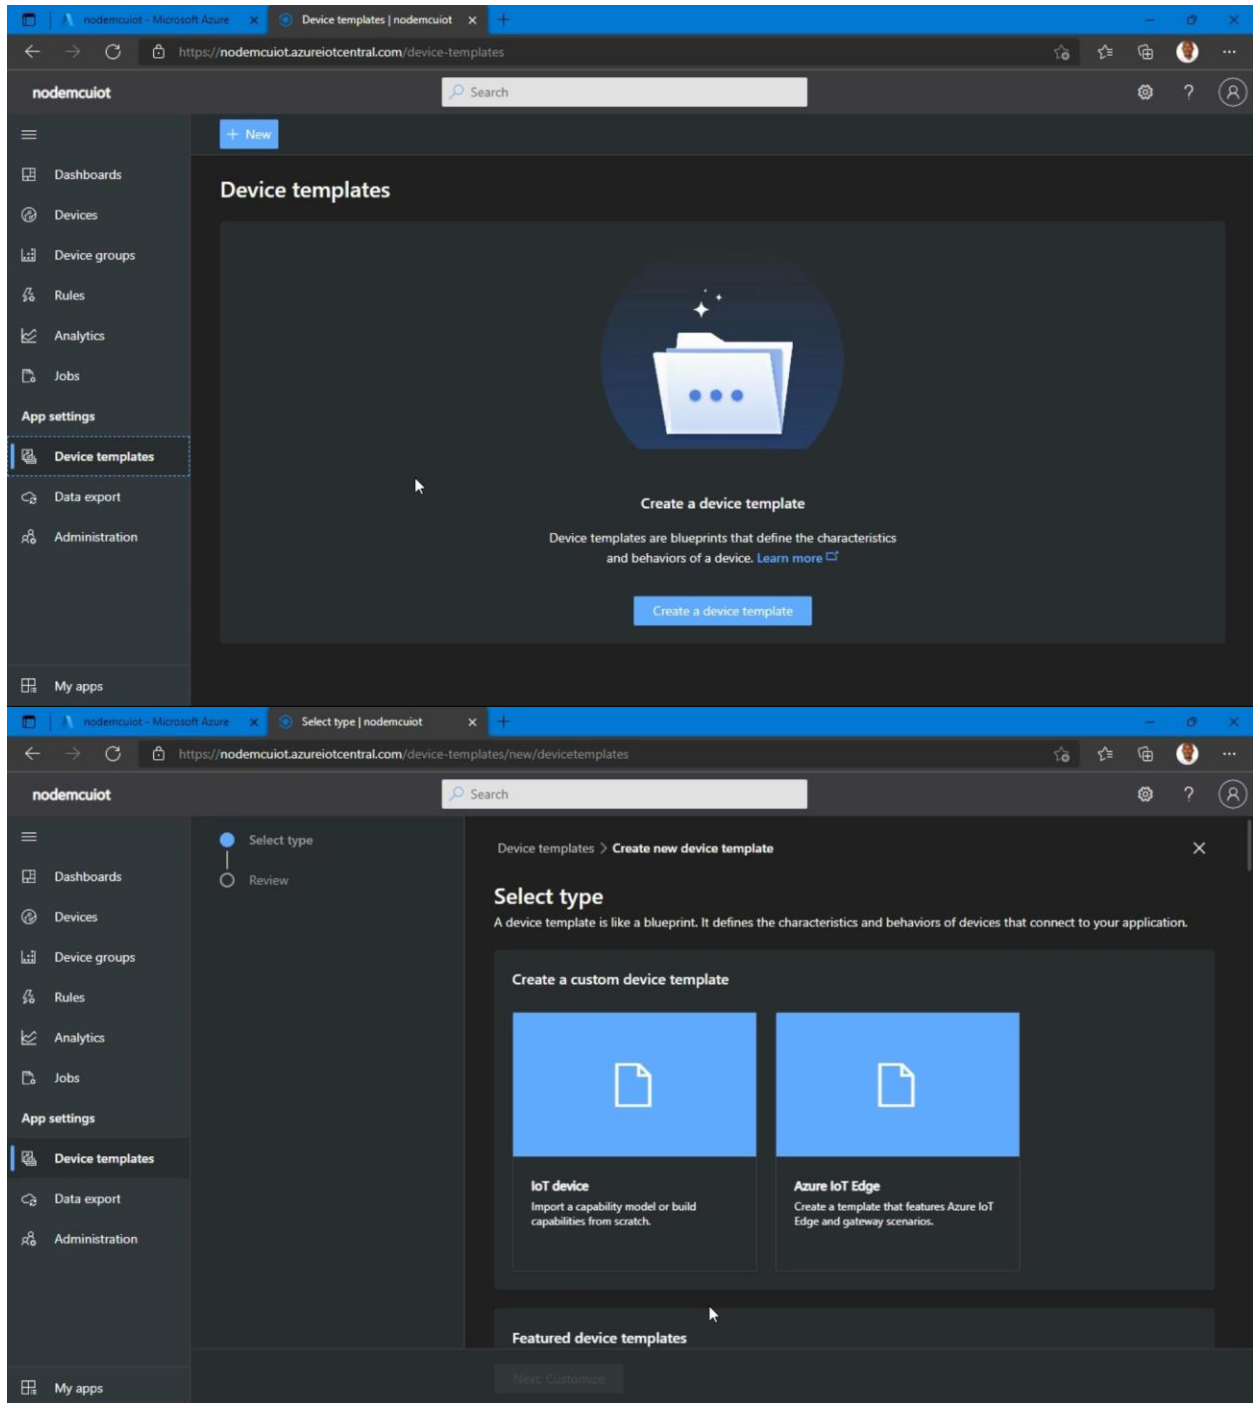 nodemcuiot - Microsoft Azure
Device templates | nodemcuiot
https://nodemcuiot.azureiotcentral.com/device-templates
nodemcuiot
Search
?
+ New
Dashboards
Devices
Device groups
Rules
Analytics
Jobs
App settings
Device templates
Data export
Administration
My apps
Device templates
Create a device template
Device templates are blueprints that define the characteristics
and behaviors of a device. Learn more
Create a device template
nodemcuiot - Microsoft Azure
Select type | nodemcuiot
https://nodemcuiot.azureiotcentral.com/device-templates/new/devicetemplates
nodemcuiot
Search
?
Dashboards
Devices
Device groups
Rules
Analytics
Jobs
App settings
Device templates
Data export
Administration
My apps
Select type
Review
Device templates > Create new device template
Select type
A device template is like a blueprint. It defines the characteristics and behaviors of devices that connect to your application.
Create a custom device template
IoT device
Import a capability model or build
capabilities from scratch.
Azure IoT Edge
Create a template that features Azure IoT
Edge and gateway scenarios.
Featured device templates
Next: Customize